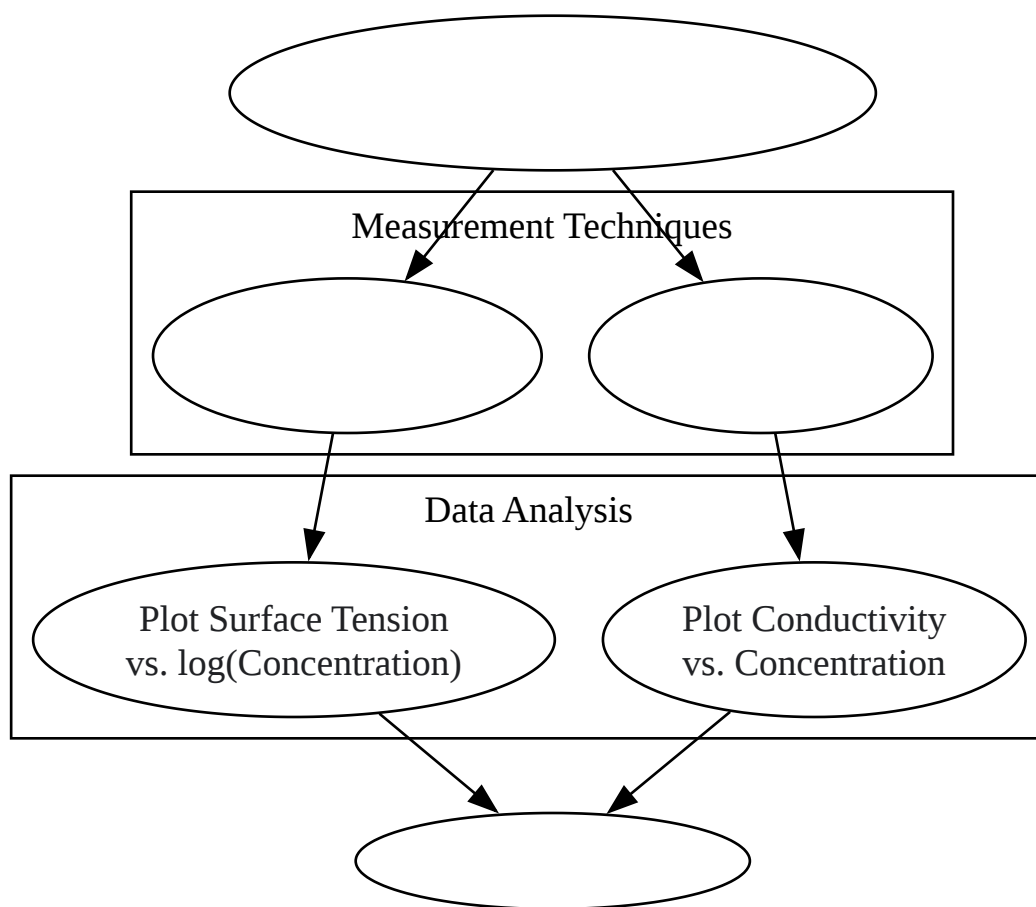 Measurement Techniques
Data Analysis
Plot Surface Tension
vs. log(Concentration)
Plot Conductivity
vs. Concentration